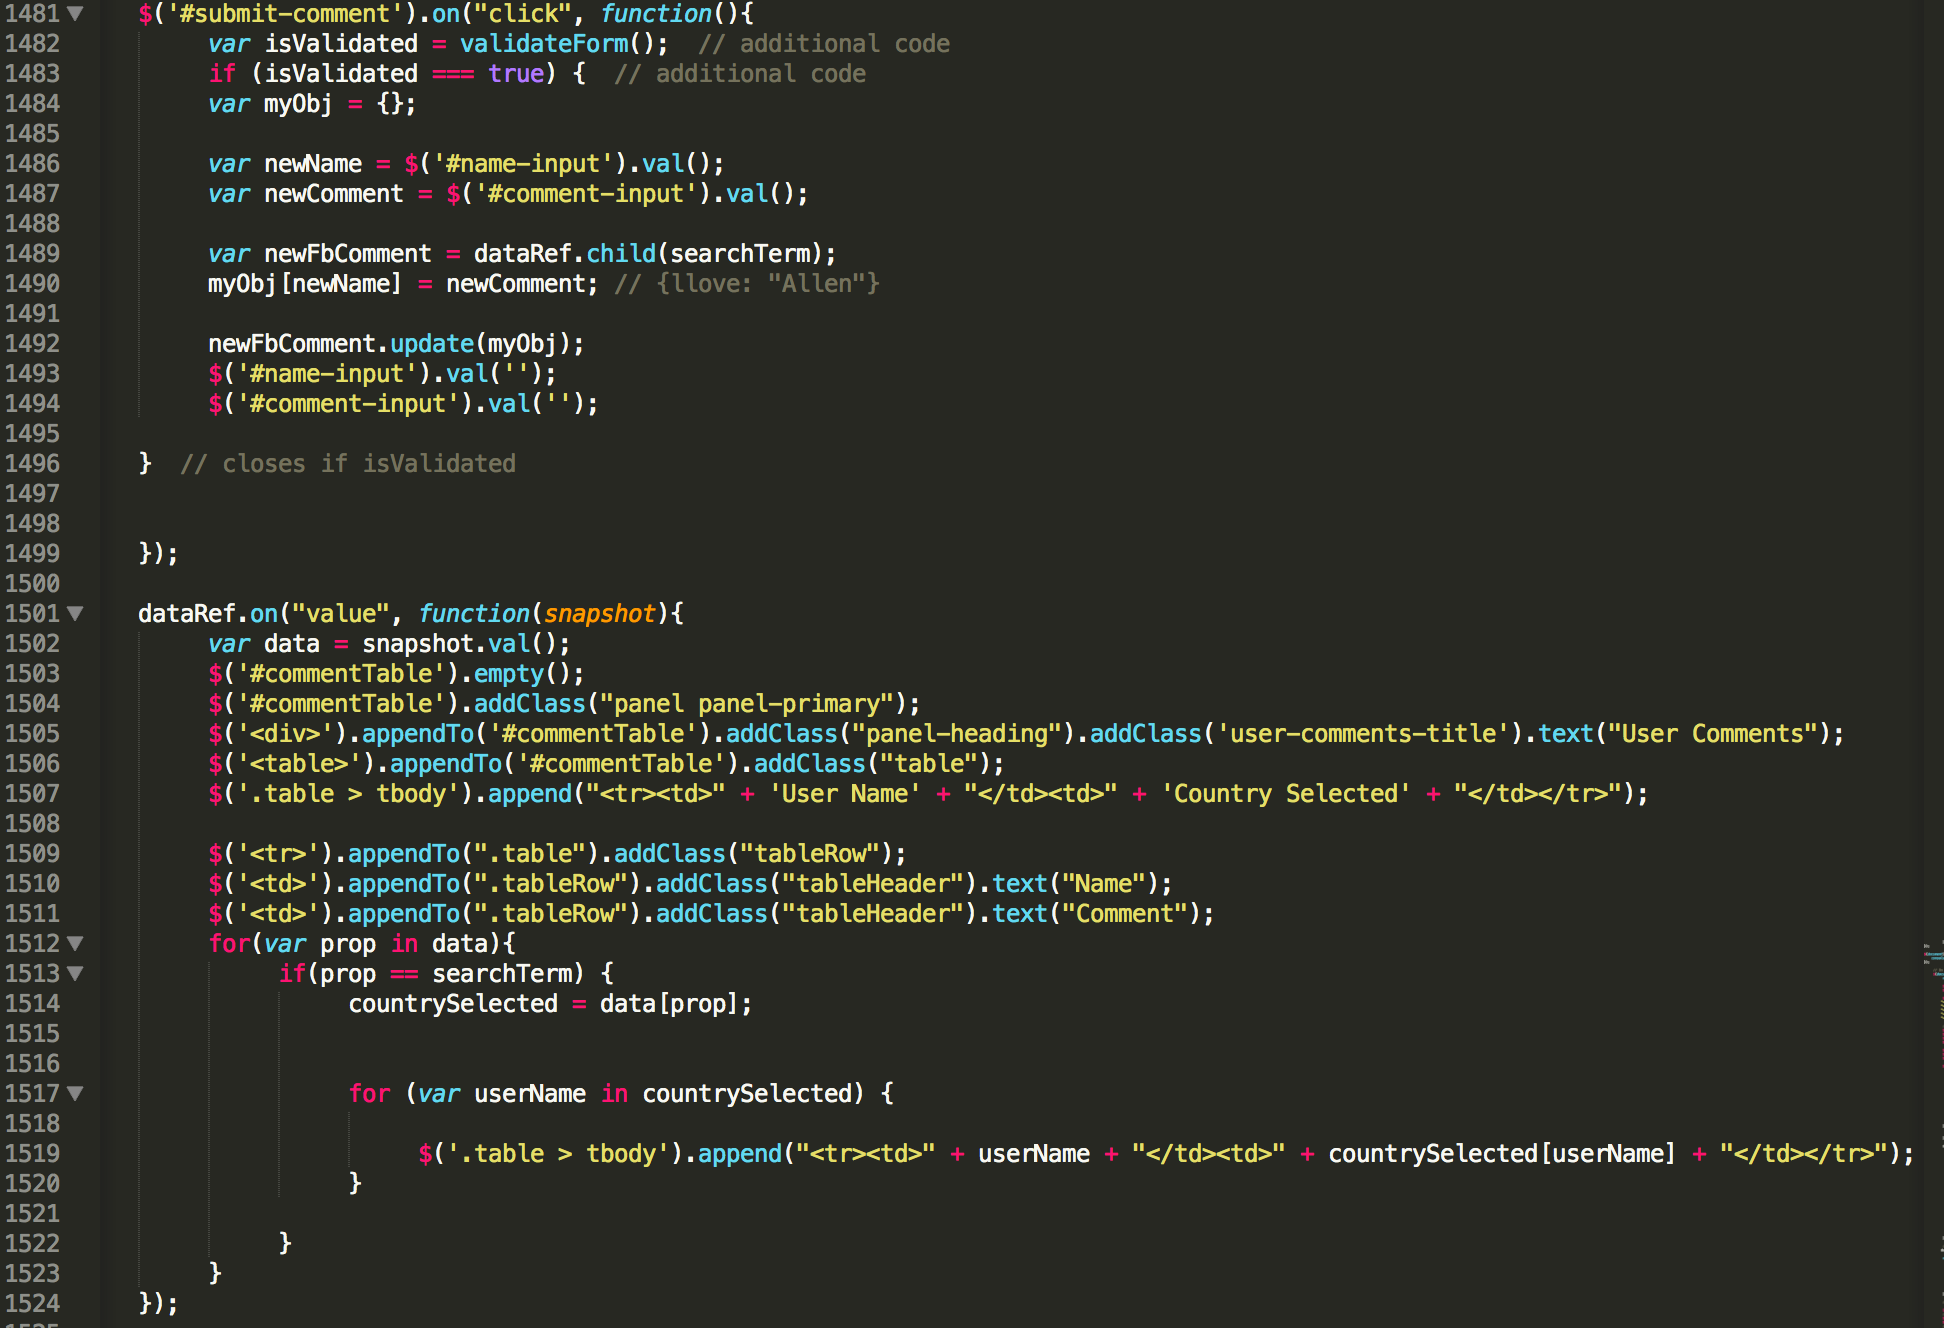 1481 $('#submit-comment').on("click", function(){
1482 var isValidated = validateForm();  // additional code
1483 if (isValidated === true) {  // additional code
1484 var myObj = {};
1485
1486 var newName = $('#name-input').val();
1487 var newComment = $('#comment-input').val();
1488
1489 var newFbComment = dataRef.child(searchTerm);
1490 myObj[newName] = newComment; // {llove: "Allen"}
1491
1492 newFbComment.update(myObj);
1493 $('#name-input').val('');
1494 $('#comment-input').val('');
1495
1496 }  // closes if isValidated
1497
1498
1499 });
1500
1501 dataRef.on("value", function(snapshot){
1502 var data = snapshot.val();
1503 $('#commentTable').empty();
1504 $('#commentTable').addClass("panel panel-primary");
1505 $('<div>').appendTo('#commentTable').addClass("panel-heading").addClass('user-comments-title').text("User Comments");
1506 $('<table>').appendTo('#commentTable').addClass("table");
1507 $('.table > tbody').append("<tr><td>" + 'User Name' + "</td><td>" + 'Country Selected' + "</td></tr>");
1508
1509 $('<tr>').appendTo(".table").addClass("tableRow");
1510 $('<td>').appendTo(".tableRow").addClass("tableHeader").text("Name");
1511 $('<td>').appendTo(".tableRow").addClass("tableHeader").text("Comment");
1512 for(var prop in data){
1513 if(prop == searchTerm) {
1514 countrySelected = data[prop];
1515
1516
1517 for (var userName in countrySelected) {
1518
1519 $('.table > tbody').append("<tr><td>" + userName + "</td><td>" + countrySelected[userName] + "</td></tr>");
1520 }
1521
1522 }
1523 }
1524 });